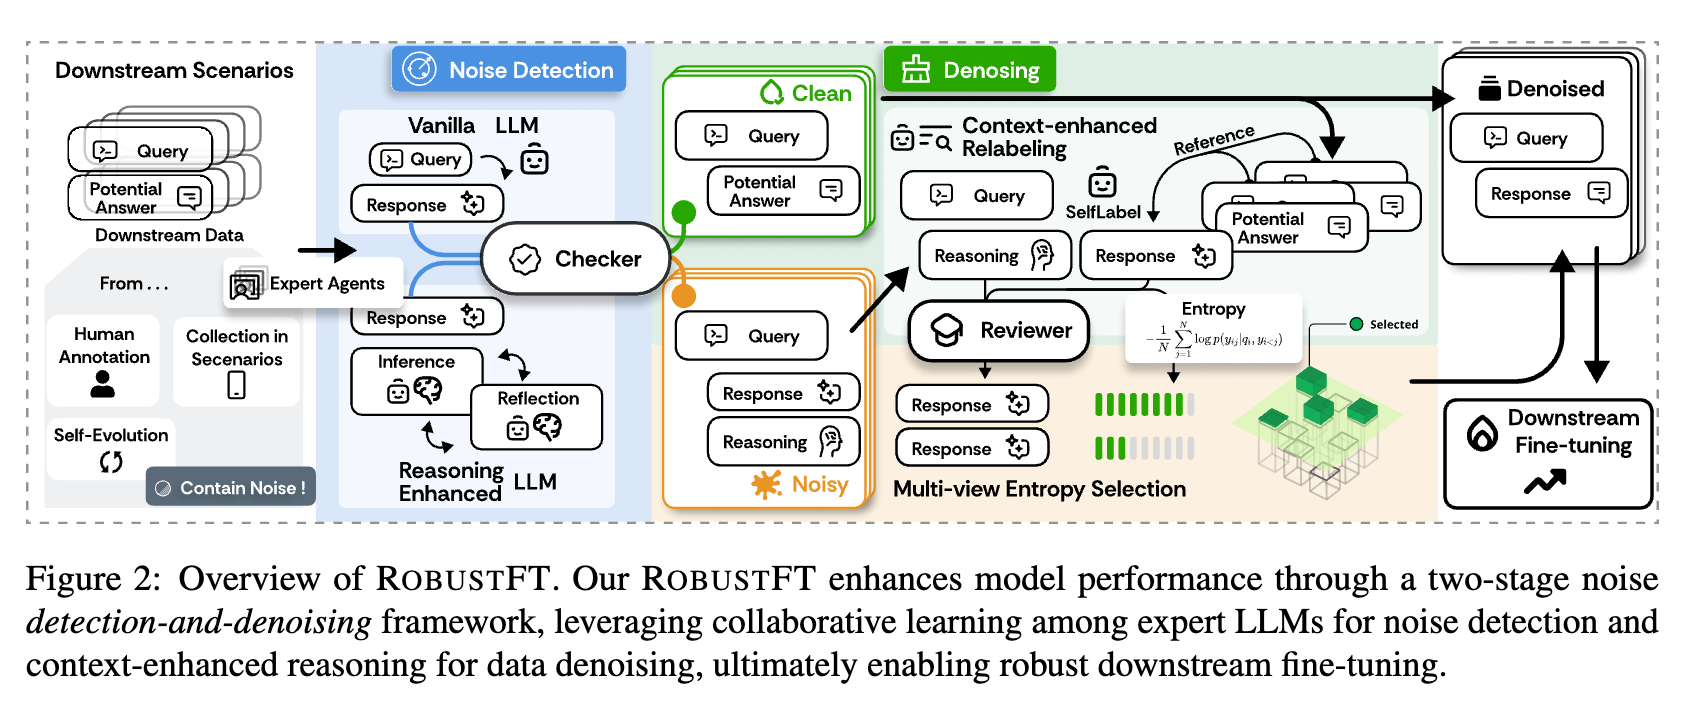 Downstream Scenarios
Query
Potential
Answer
Downstream Data
From ...
Expert Agents
Human
Annotation
Collection in
Secenarios
Self-Evolution
Contain Noise !
Noise Detection
Vanilla LLM
Query
Response
Checker
Response
Inference
Reflection
Reasoning
Enhanced LLM
Clean
Query
Potential
Answer
Query
Response
Reasoning
Noisy
Denosing
Context-enhanced
Relabeling
Reference
Query
SelfLabel
Potential
Answer
Reasoning
Response
Reviewer
Entropy
$-\frac{1}{N}\sum_{j=1}^{N} \log p(y_{ij}|q_i, y_{i<j})$
Selected
Response
Response
Multi-view Entropy Selection
Denoised
Query
Response
Downstream
Fine-tuning
Figure 2: Overview of ROBUSTFT. Our ROBUSTFT enhances model performance through a two-stage noise
detection-and-denoising framework, leveraging collaborative learning among expert LLMs for noise detection and
context-enhanced reasoning for data denoising, ultimately enabling robust downstream fine-tuning.